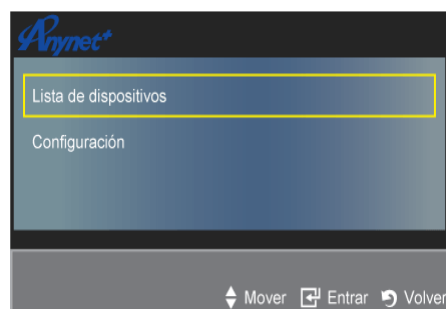 Anynet+
Lista de dispositivos
Configuración
Mover Entrar Volver